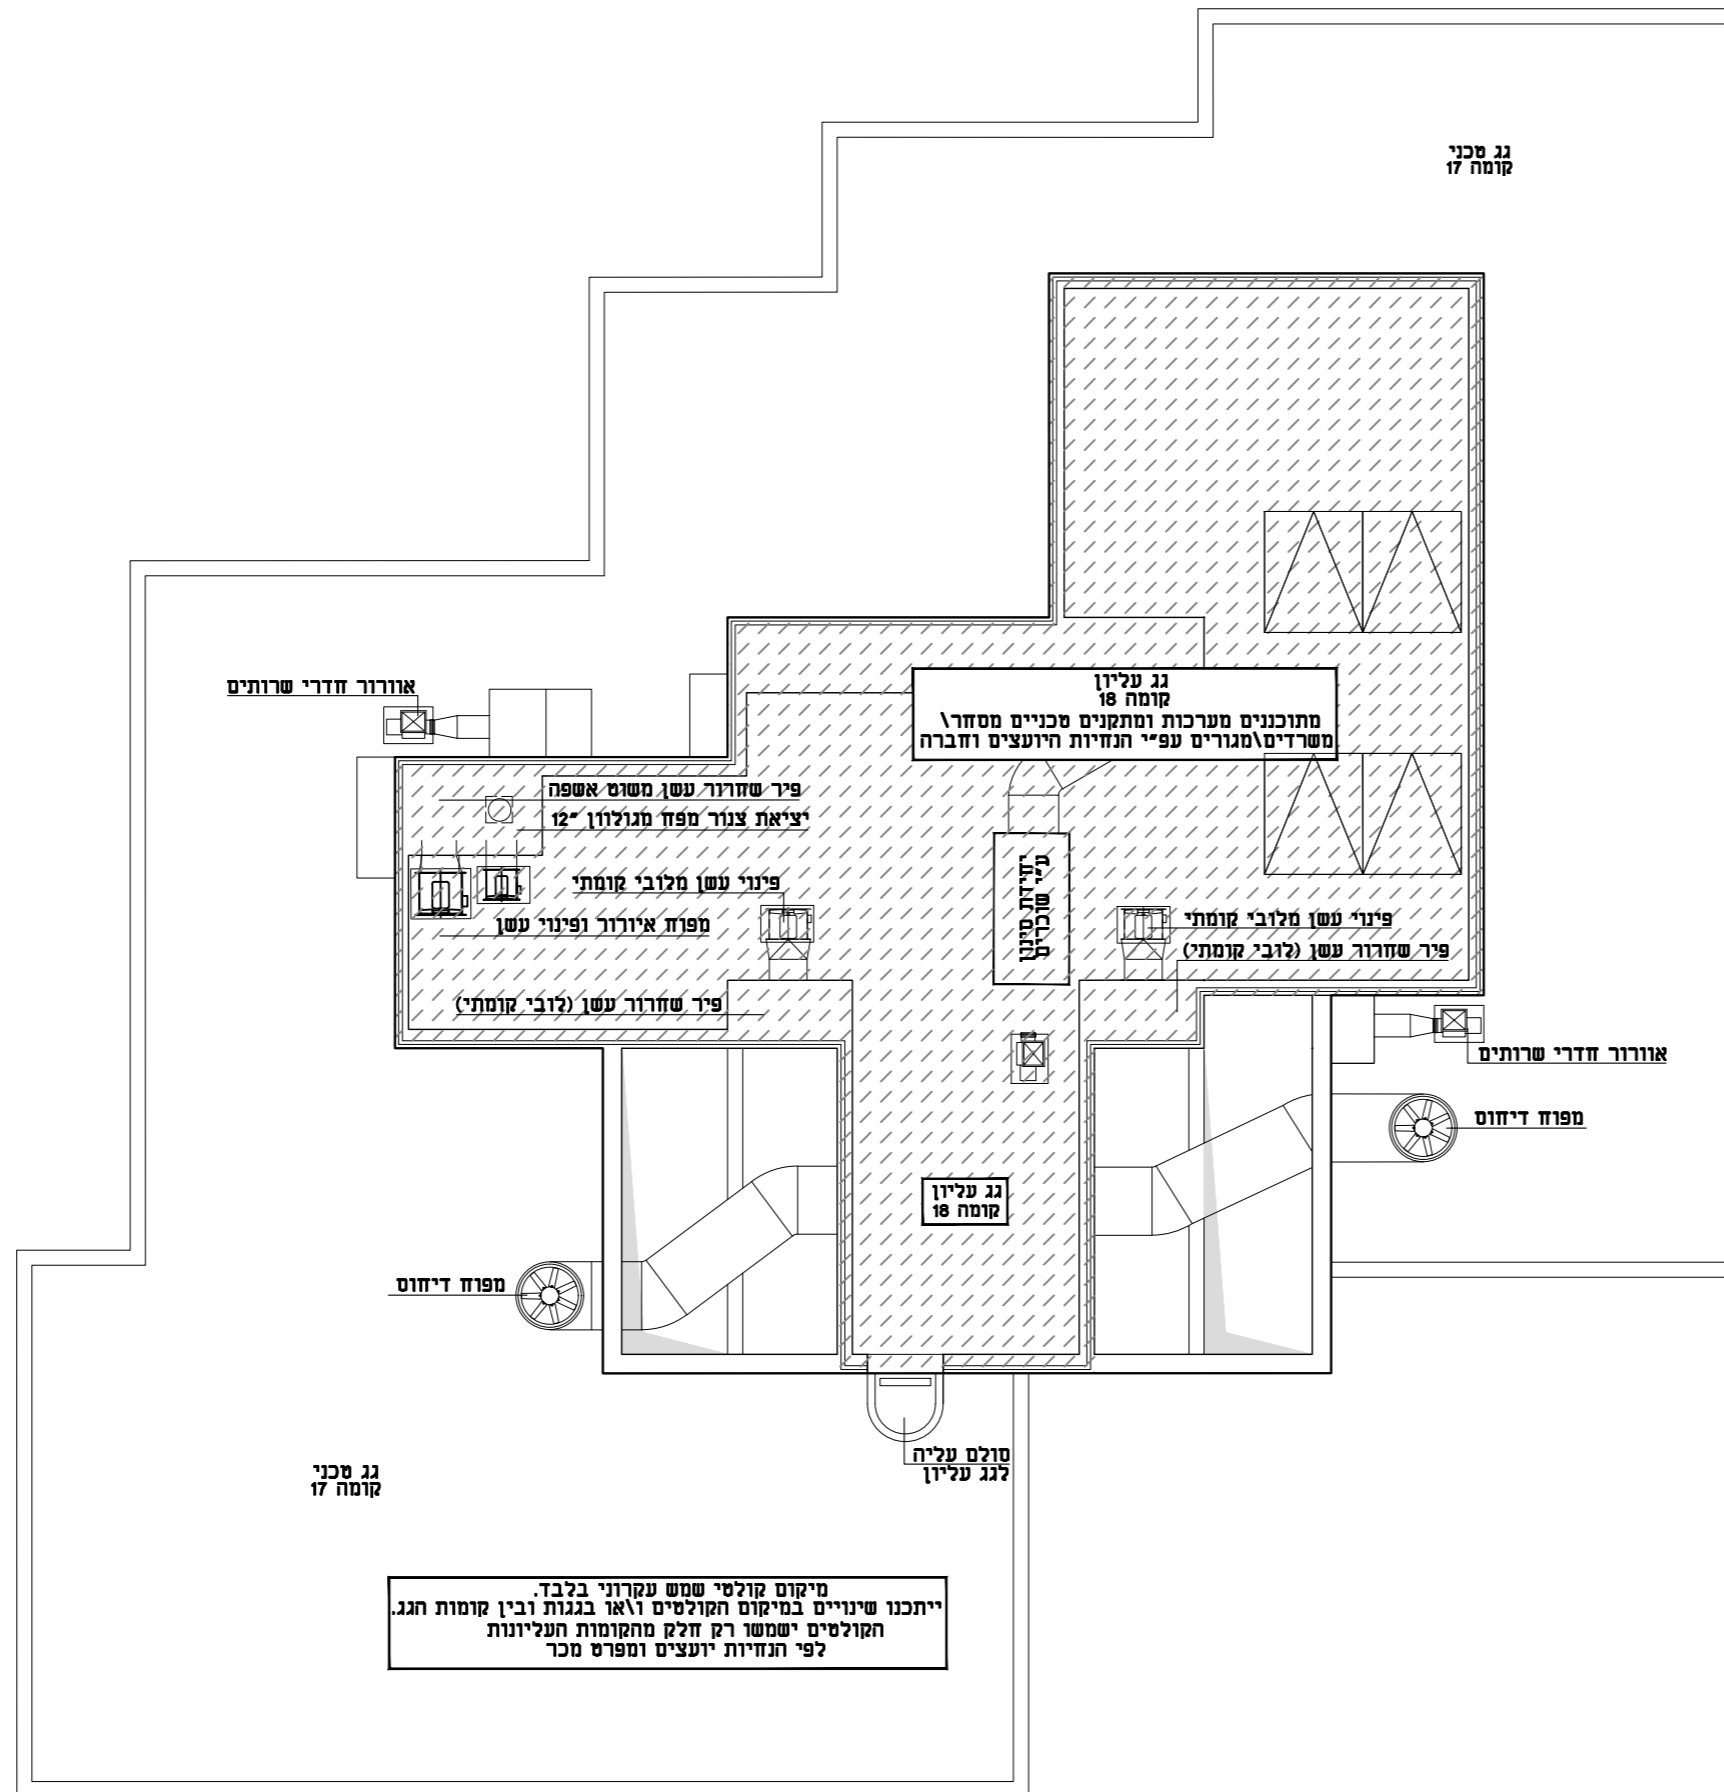 גג טכני
קומה 17
אוורור חדרי שרותים
גג עליון
קומה 18
מתוכננים מערכות ומתקנים טכניים מסחר\
משרדים\מגורים עפ"י הנחיות היועצים וחברה
פיר שחרור עשן משוט אשפה
יציאת צנור מפח מגולוון 12"
יחידת מיזוג
ע"י שוכרים
פינוי עשן מלובי קומתי
מפוח איורור ופינוי עשן
פינוי עשן מלובי קומתי
פיר שחרור עשן (לובי קומתי)
פיר שחרור עשן (לובי קומתי)
אוורור חדרי שרותים
מפוח דיחוס
גג עליון
קומה 18
מפוח דיחוס
סולם עליה
לגג עליון
גג טכני
קומה 17
מיקום קולטי שמש עקרוני בלבד.
ייתכנו שינויים במיקום הקולטים ו\או בגגות ובין קומות הגג.
הקולטים ישמשו רק חלק מהקומות העליונות
לפי הנחיות יועצים ומפרט מכר